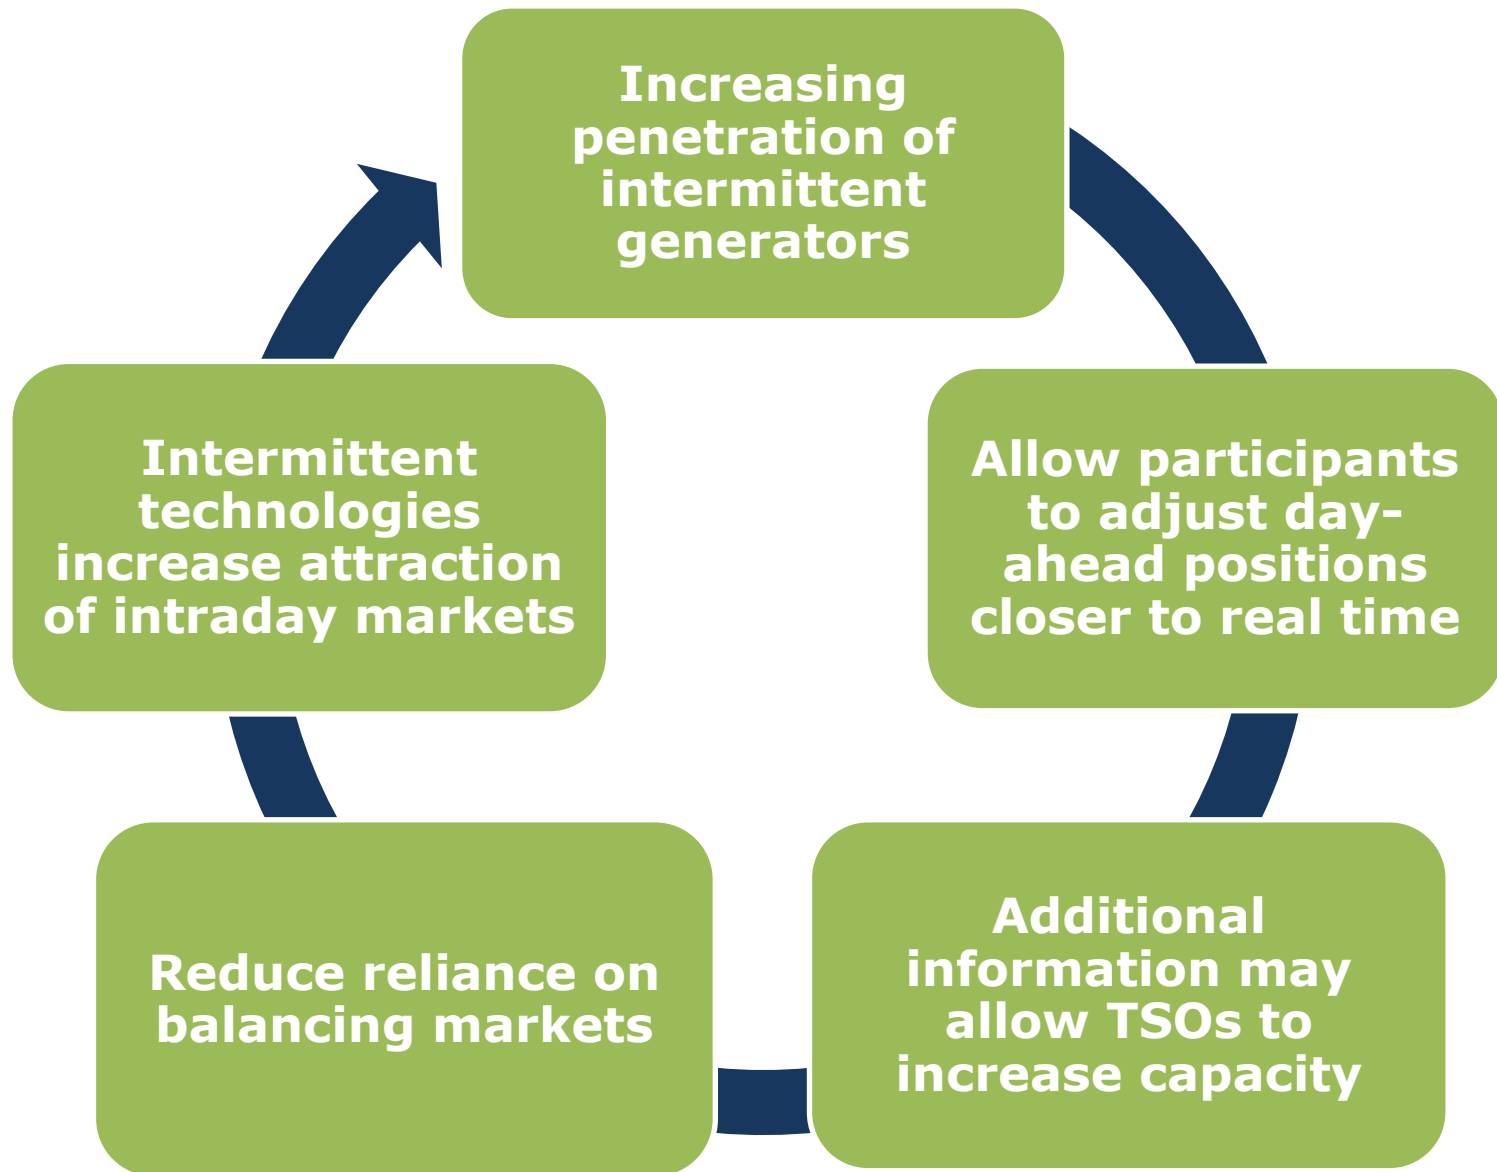 Increasing
penetration of
intermittent
generators
Allow participants
to adjust day-
ahead positions
closer to real time
Additional
information may
allow TSOs to
increase capacity
Reduce reliance on
balancing markets
Intermittent
technologies
increase attraction
of intraday markets